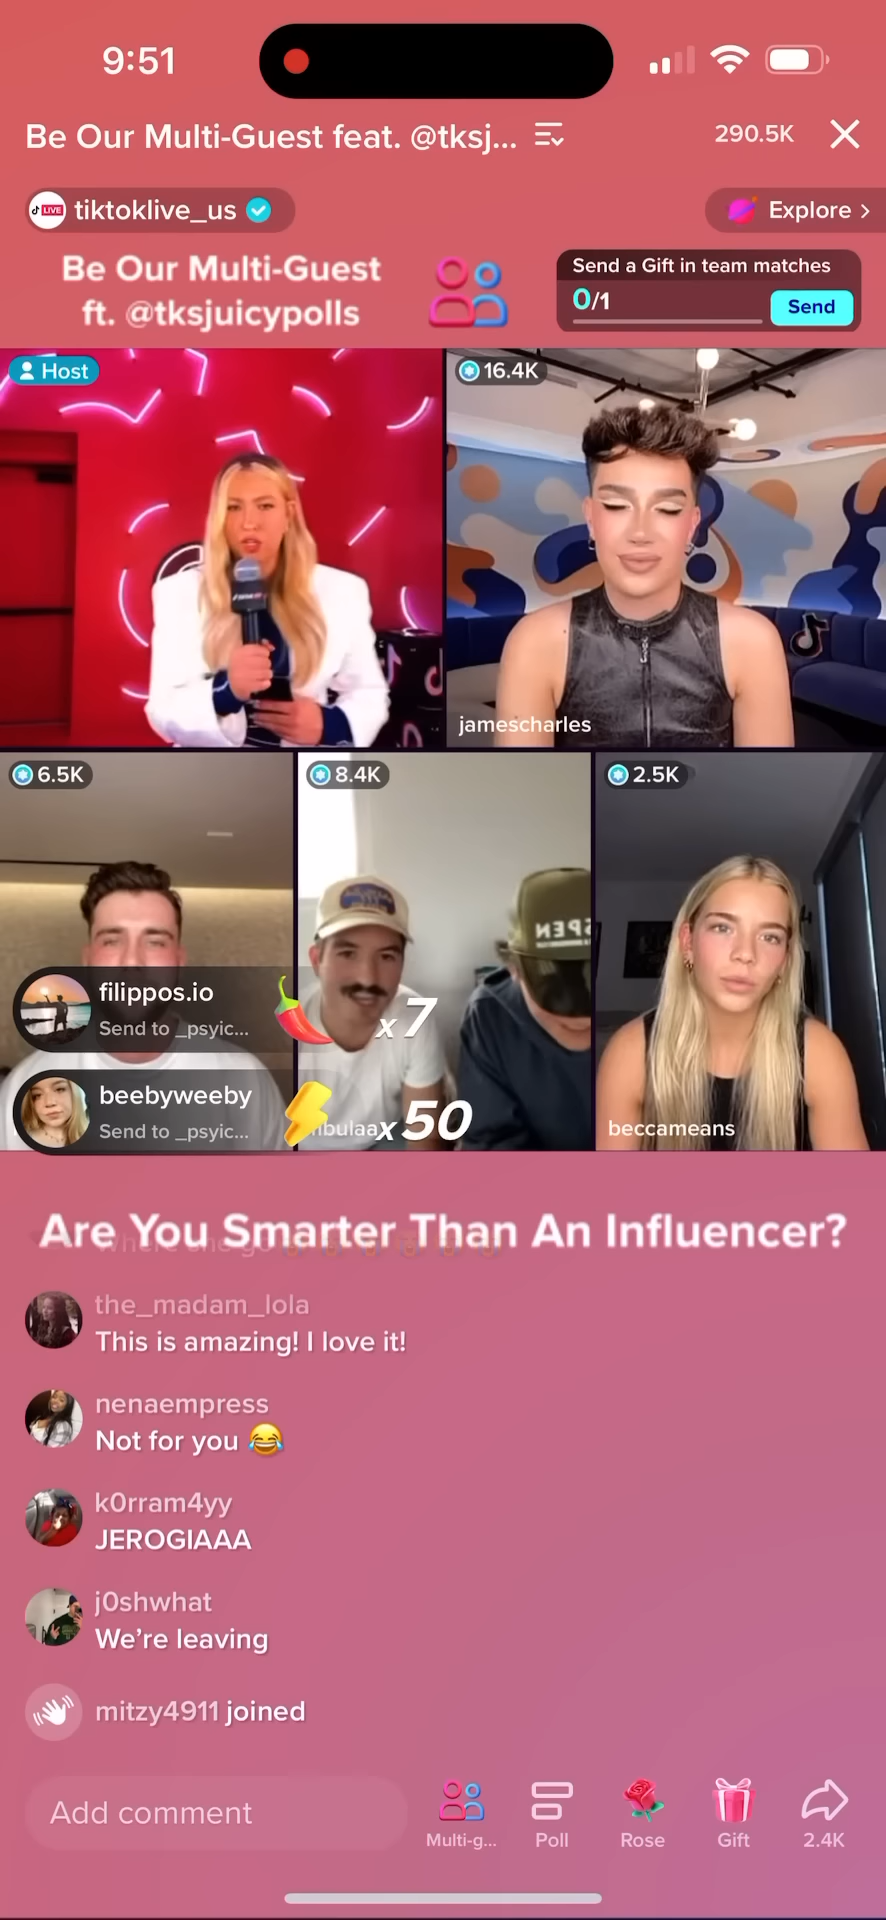 9:51
Be Our Multi-Guest feat. @tksj...
290.5K
LIVE
tiktoklive_us
Explore >
Be Our Multi-Guest
ft. @tksjuicypolls
Send a Gift in team matches
0/1
Send
Host
16.4K
jamescharles
6.5K
8.4K
2.5K
filippos.io
Send to _psyic...
x7
beebyweeby
Send to _psyic...
x50
beccameans
Are You Smarter Than An Influencer?
the_madam_lola
This is amazing! I love it!
nenaempress
Not for you 😂
k0rram4yy
JEROGIAAA
j0shwhat
We’re leaving
mitzy4911 joined
Add comment
Multi-g...
Poll
Rose
Gift
2.4K